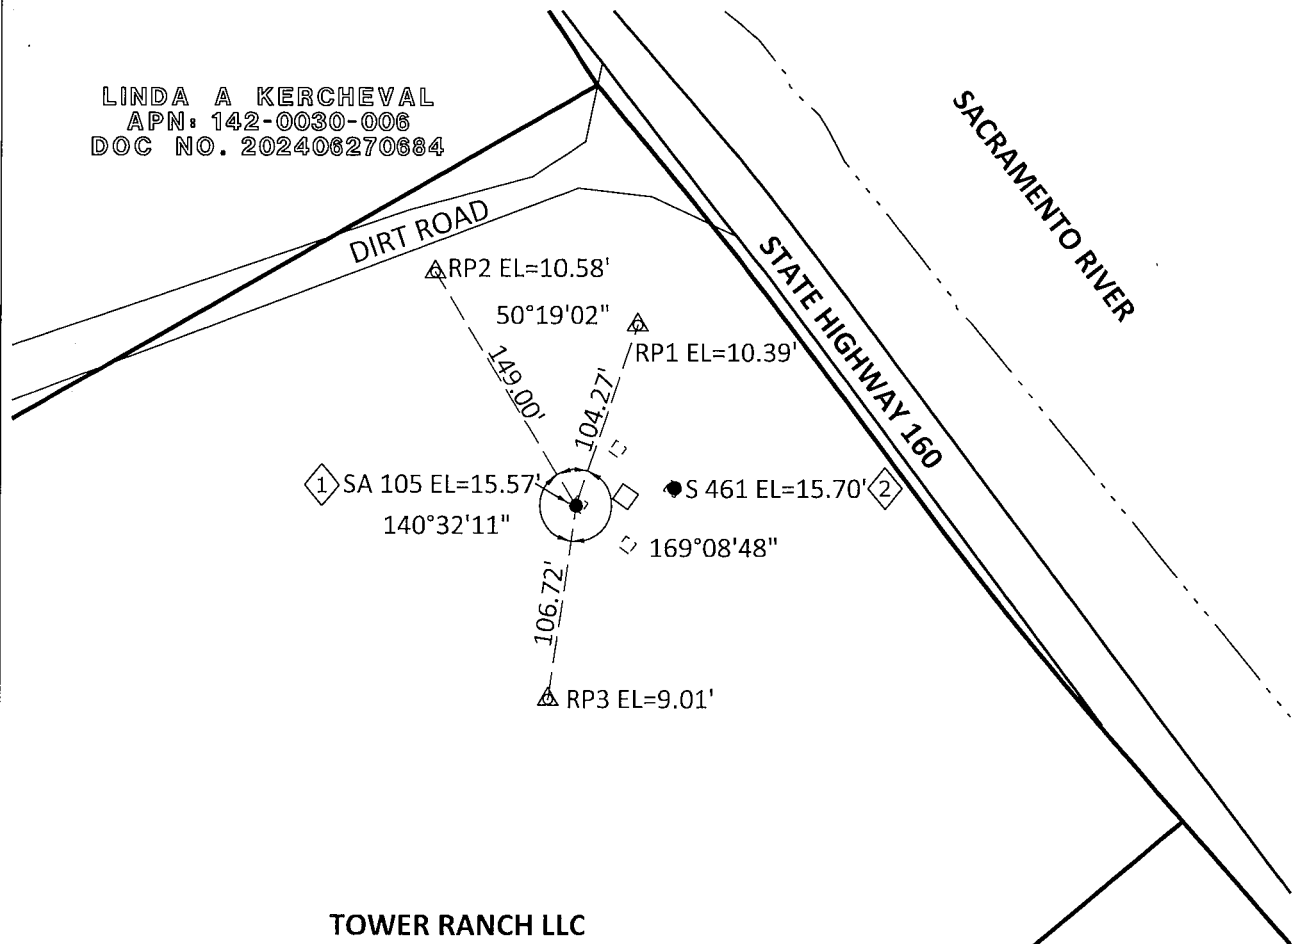 LINDA A KERCHEVAL
APN: 142-0030-006
DOC NO. 202406270684
SACRAMENTO RIVER
DIRT ROAD
STATE HIGHWAY 160
RP2 EL=10.58'
50°19'02"
RP1 EL=10.39'
149.00'
104.27'
1 SA 105 EL=15.57'
S 461 EL=15.70' 2
140°32'11"
169°08'48"
106.72'
RP3 EL=9.01'
TOWER RANCH LLC